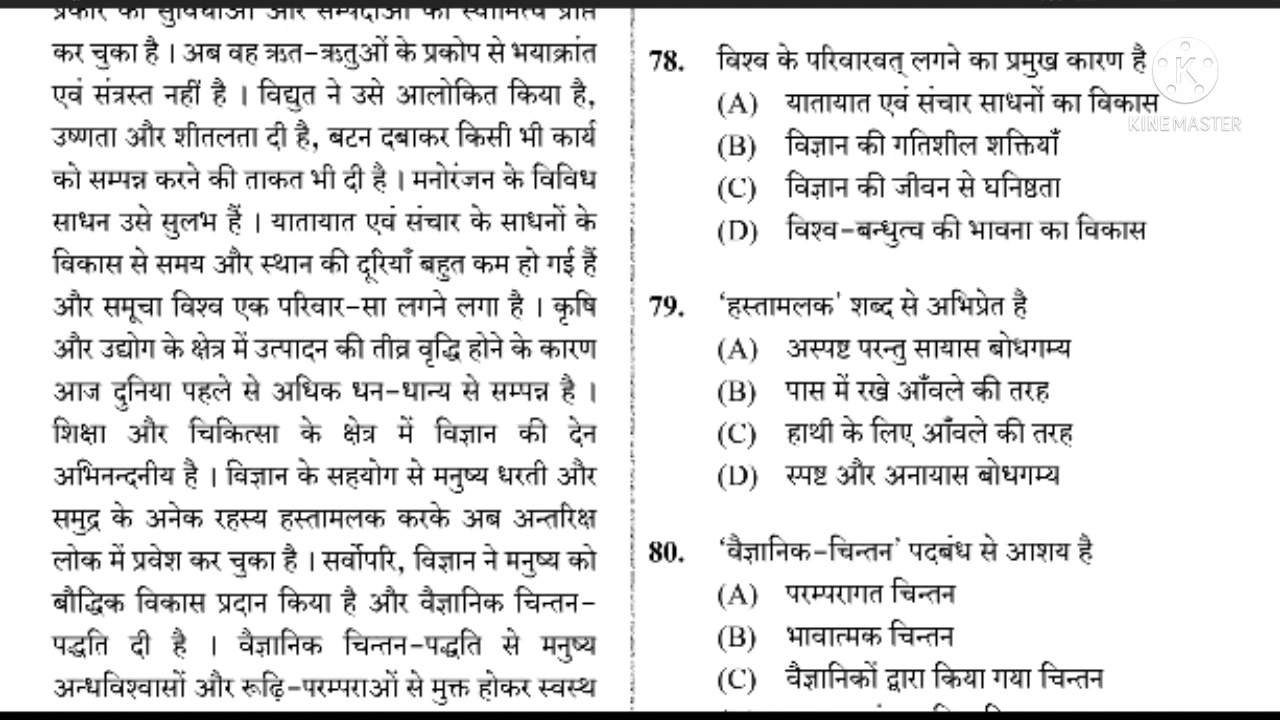 प्रकार की सुविधाओं और सम्पदाओं का स्वामित्व प्राप्त
कर चुका है । अब वह ऋत-ऋतुओं के प्रकोप से भयाक्रांत
एवं संत्रस्त नहीं है । विद्युत ने उसे आलोकित किया है,
उष्णता और शीतलता दी है, बटन दबाकर किसी भी कार्य
को सम्पन्न करने की ताकत भी दी है । मनोरंजन के विविध
साधन उसे सुलभ हैं । यातायात एवं संचार के साधनों के
विकास से समय और स्थान की दूरियाँ बहुत कम हो गई हैं
और समूचा विश्व एक परिवार-सा लगने लगा है । कृषि
और उद्योग के क्षेत्र में उत्पादन की तीव्र वृद्धि होने के कारण
आज दुनिया पहले से अधिक धन-धान्य से सम्पन्न है ।
शिक्षा और चिकित्सा के क्षेत्र में विज्ञान की देन
अभिनन्दनीय है । विज्ञान के सहयोग से मनुष्य धरती और
समुद्र के अनेक रहस्य हस्तामलक करके अब अन्तरिक्ष
लोक में प्रवेश कर चुका है । सर्वोपरि, विज्ञान ने मनुष्य को
बौद्धिक विकास प्रदान किया है और वैज्ञानिक चिन्तन-
पद्धति दी है । वैज्ञानिक चिन्तन-पद्धति से मनुष्य
अन्धविश्वासों और रूढ़ि-परम्पराओं से मुक्त होकर स्वस्थ
78. विश्व के परिवारवत् लगने का प्रमुख कारण है
(A) यातायात एवं संचार साधनों का विकास
(B) विज्ञान की गतिशील शक्तियाँ
(C) विज्ञान की जीवन से घनिष्ठता
(D) विश्व-बन्धुत्व की भावना का विकास
79. 'हस्तामलक' शब्द से अभिप्रेत है
(A) अस्पष्ट परन्तु सायास बोधगम्य
(B) पास में रखे आँवले की तरह
(C) हाथी के लिए आँवले की तरह
(D) स्पष्ट और अनायास बोधगम्य
80. 'वैज्ञानिक-चिन्तन' पदबंध से आशय है
(A) परम्परागत चिन्तन
(B) भावात्मक चिन्तन
(C) वैज्ञानिकों द्वारा किया गया चिन्तन
K
KINEMASTER